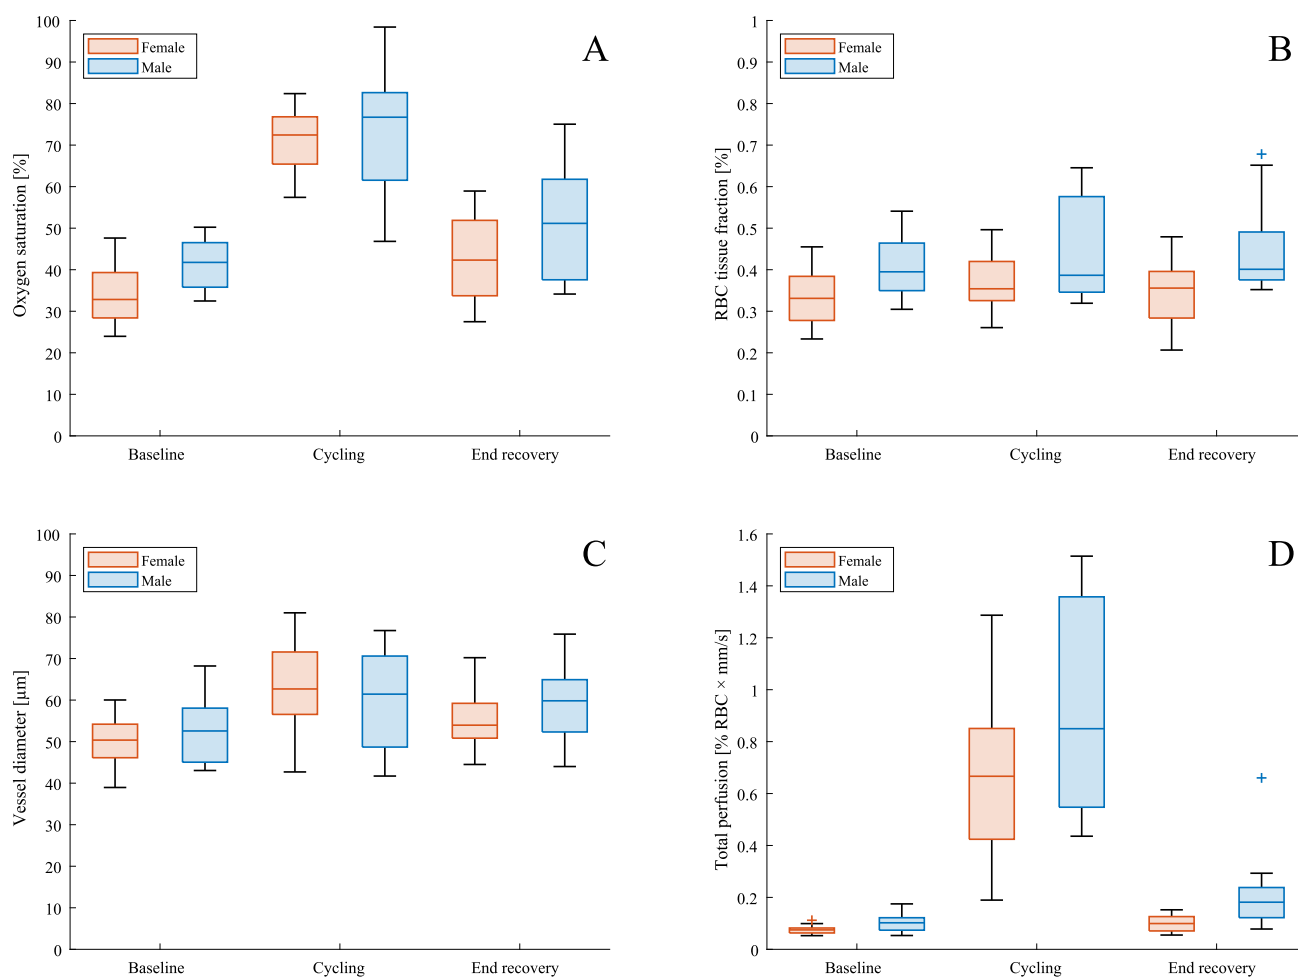 A
Female
Male
Oxygen saturation [%]
100
90
80
70
60
50
40
30
20
10
0
Baseline
Cycling
End recovery
B
Female
Male
RBC tissue fraction [%]
1
0.9
0.8
0.7
0.6
0.5
0.4
0.3
0.2
0.1
0
Baseline
Cycling
End recovery
C
Female
Male
Vessel diameter [µm]
100
90
80
70
60
50
40
30
20
10
0
Baseline
Cycling
End recovery
D
Female
Male
Total perfusion [% RBC × mm/s]
1.6
1.4
1.2
1
0.8
0.6
0.4
0.2
0
Baseline
Cycling
End recovery